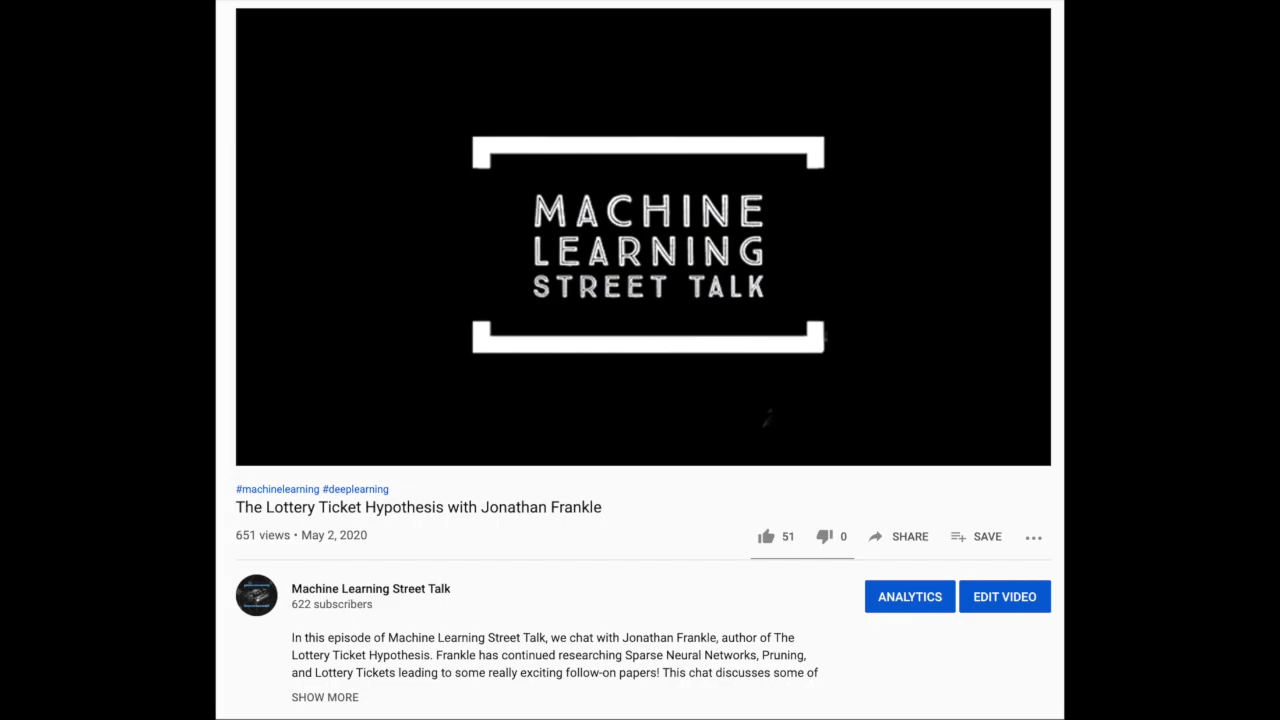 MACHINE
LEARNING
STREET TALK
#machinelearning #deeplearning
The Lottery Ticket Hypothesis with Jonathan Frankle
651 views • May 2, 2020
51 0 SHARE SAVE
Machine Learning Street Talk
622 subscribers
ANALYTICS EDIT VIDEO
In this episode of Machine Learning Street Talk, we chat with Jonathan Frankle, author of The
Lottery Ticket Hypothesis. Frankle has continued researching Sparse Neural Networks, Pruning,
and Lottery Tickets leading to some really exciting follow-on papers! This chat discusses some of
SHOW MORE